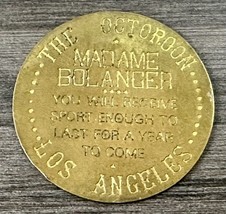 THE OCTOROON
MADAME
BOLANGER
YOU WILL RECEIVE
SPORT ENOUGH TO
LAST FOR A YEAR
TO COME
LOS ANGELES